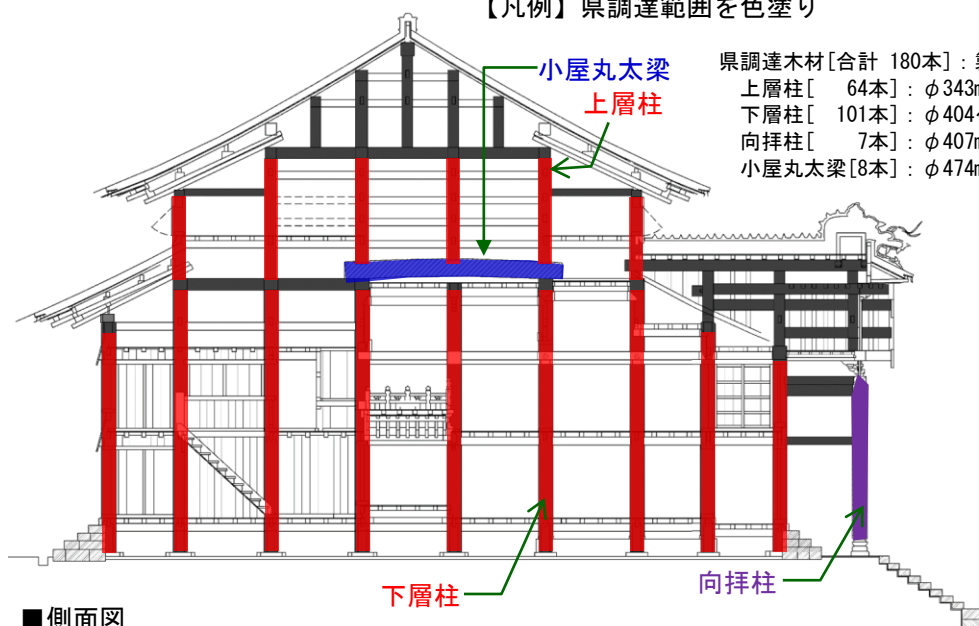 【凡例】県調達範囲を色塗り
県調達木材[合計 180本]：
上層柱[ 64本]：φ343
下層柱[ 101本]：φ404
向拝柱[ 7本]：φ407
小屋丸太梁[8本]：φ474
小屋丸太梁
上層柱
下層柱
向拝柱
■側面図